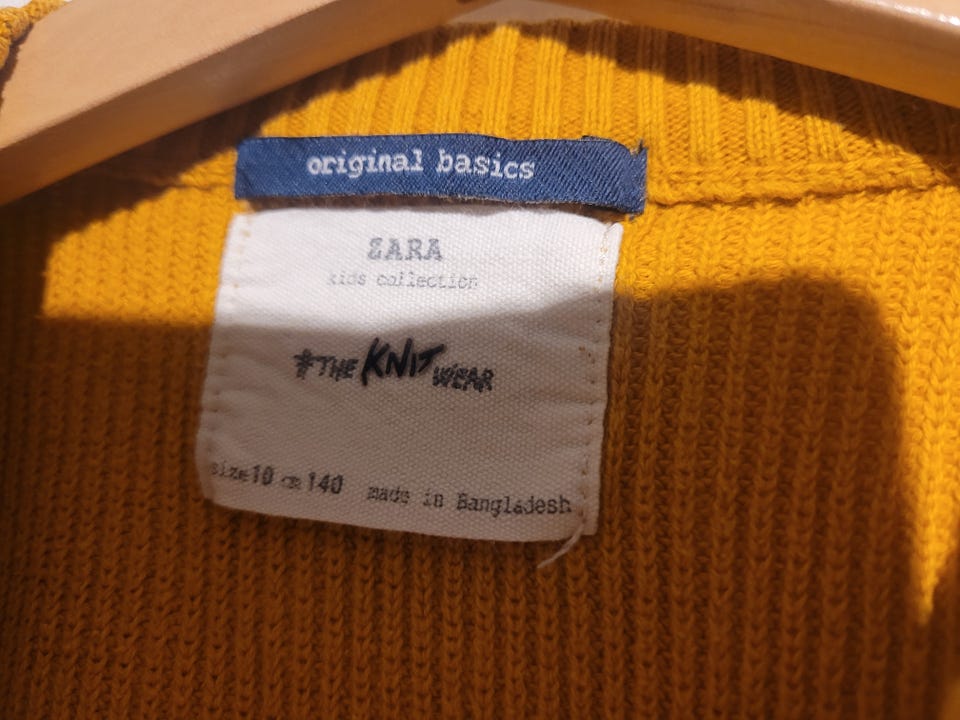 original basics
ZARA
kids collection
#THE KNIT WEAR
size 10 cm 140 made in Bangladesh